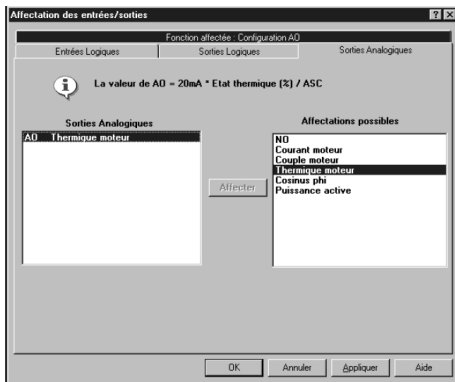 Affectation des entrées/sorties
Fonction affectée : Configuration AO
Entrées Logiques
Sorties Logiques
Sorties Analogiques
La valeur de AO = 20mA * Etat thermique (%) / ASC
Sorties Analogiques
AO Thermique moteur
Affecter
Affectations possibles
NO
Courant moteur
Couple moteur
Thermique moteur
Cosinus phi
Puissance active
OK
Annuler
Appliquer
Aide